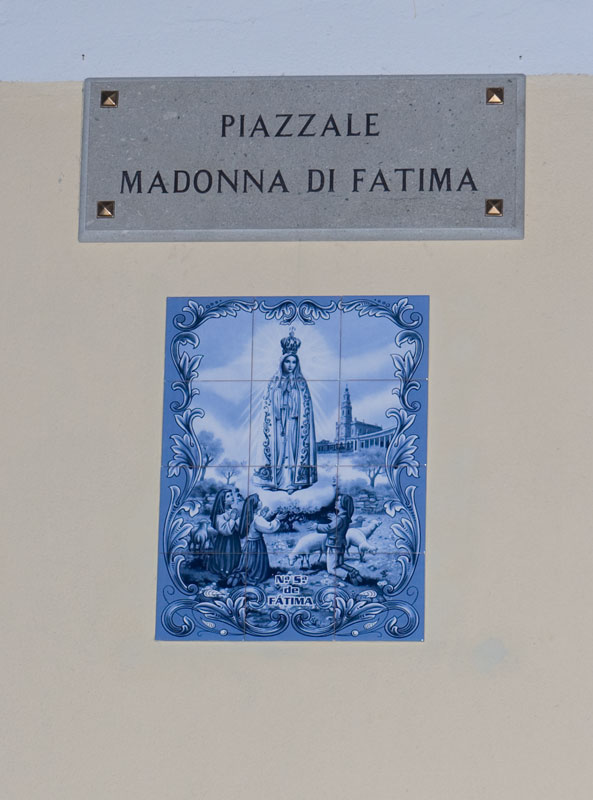 PIAZZALE
MADONNA DI FATIMA
Nª Sª
de
FÁTIMA